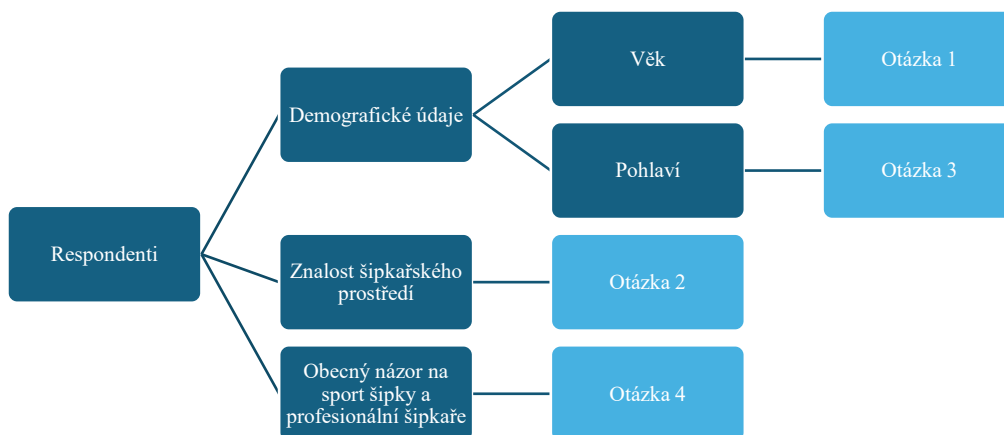 Věk
Otázka 1
Demografické údaje
Pohlaví
Otázka 3
Respondenti
Znalost šipkařského
prostředí
Otázka 2
Obecný názor na
sport šipky a
profesionální šipkaře
Otázka 4